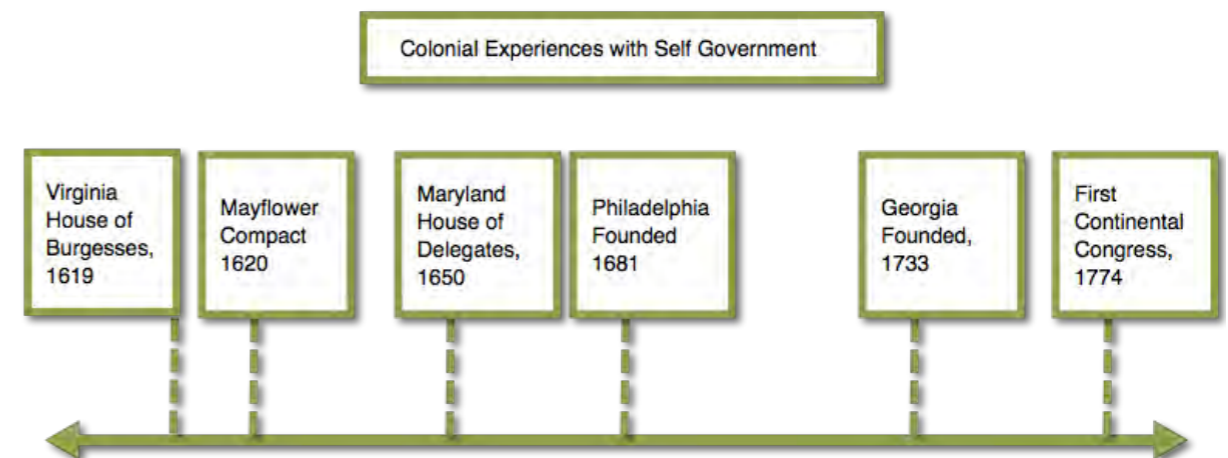 Colonial Experiences with Self Government
Virginia
House of
Burgesses,
1619
Mayflower
Compact
1620
Maryland
House of
Delegates,
1650
Philadelphia
Founded
1681
Georgia
Founded,
1733
First
Continental
Congress,
1774